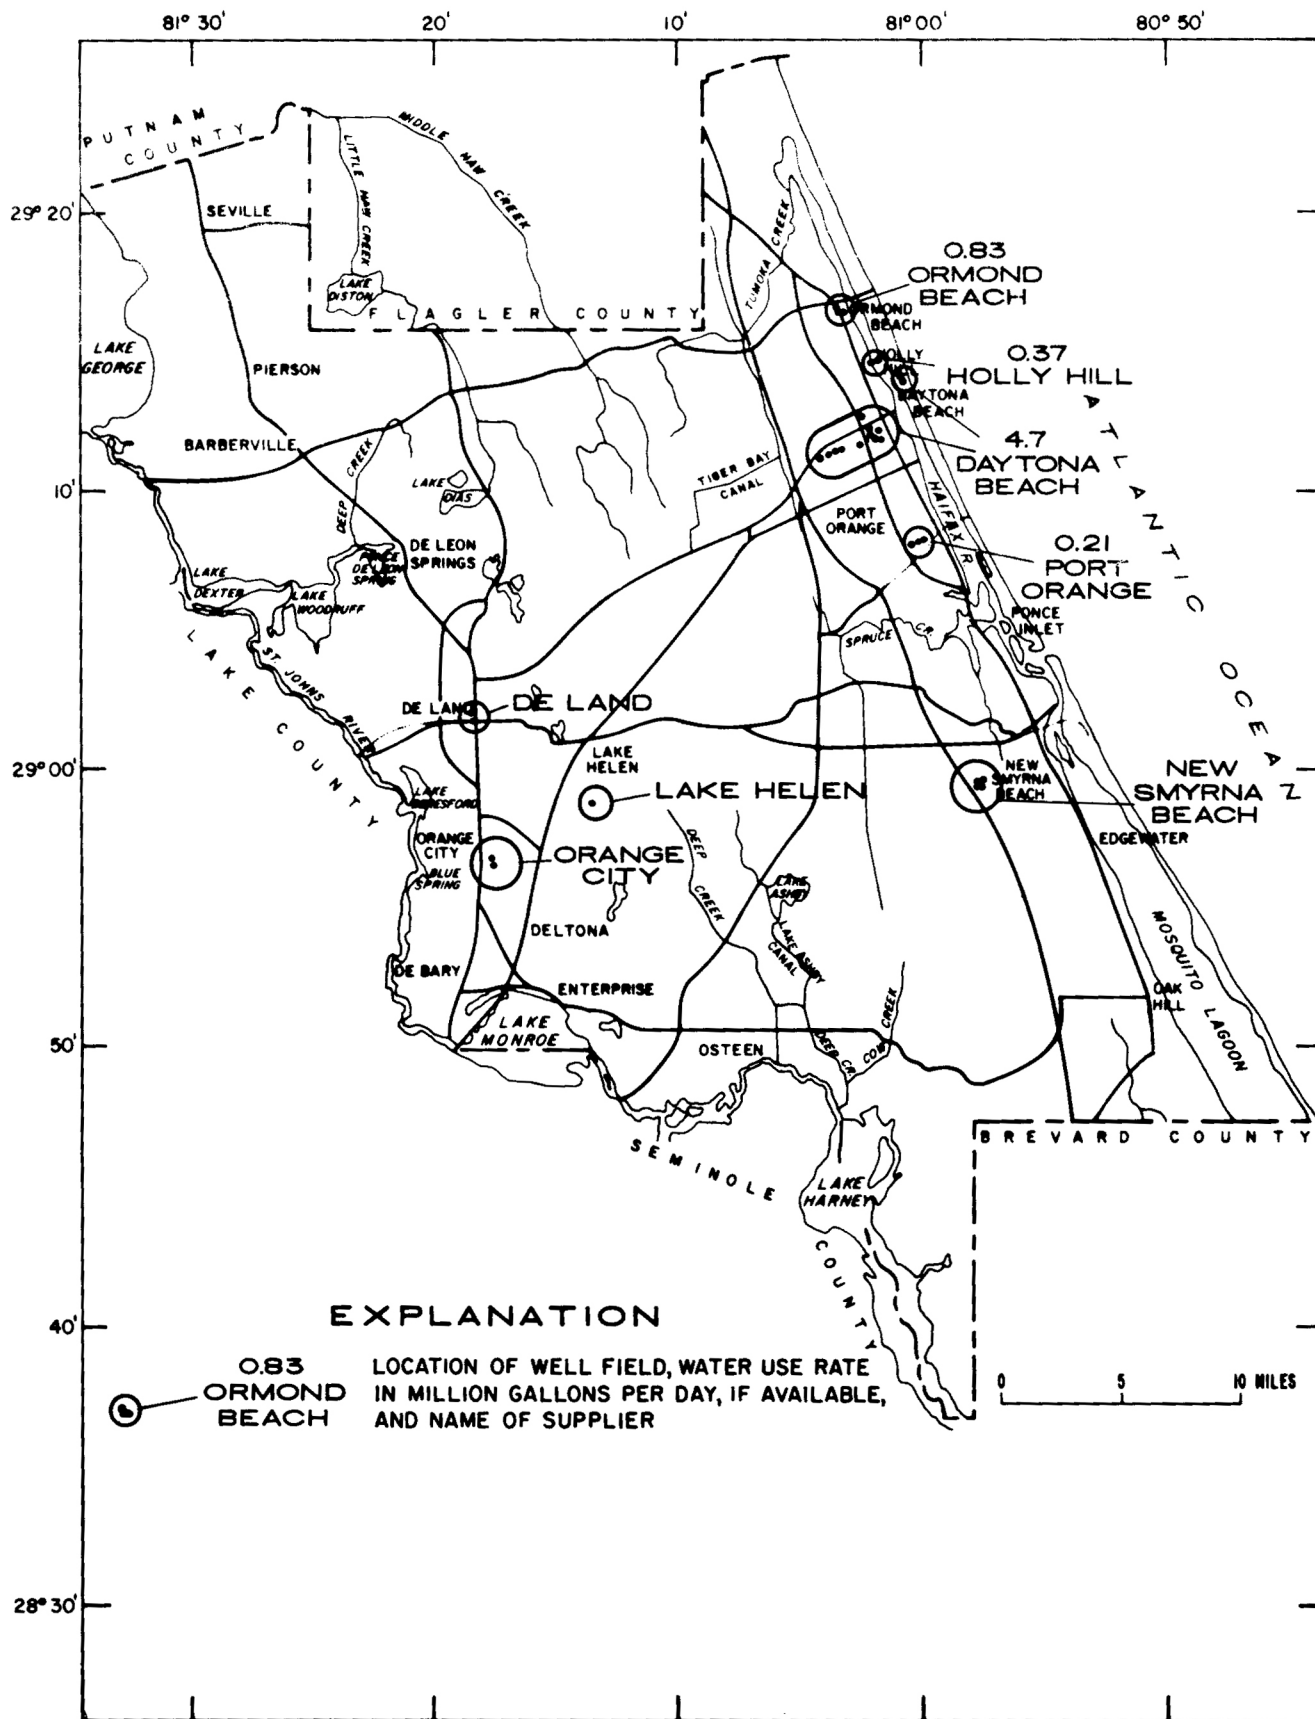 81° 30'
20'
10'
81° 00'
80° 50'
PUTNAM
COUNTY
LITTLE HAW CREEK
MIDDLE HAW CREEK
29° 20'
SEVILLE
TOMOKA CREEK
0.83
ORMOND
BEACH
LAKE
DISTON
FLAGLER COUNTY
ORMOND
BEACH
LAKE
GEORGE
PIERSON
HOLLY
HILL
0.37
HOLLY HILL
DAYTONA
BEACH
ATLANTIC OCEAN
BARBERVILLE
DEEP CREEK
4.7
DAYTONA
BEACH
TIGER BAY
CANAL
LAKE
DIAS
10'
HALIFAX R.
PORT
ORANGE
DE LEON
SPRINGS
PONCE
DE LEON
SPRING
0.21
PORT
ORANGE
LAKE
DEXTER
LAKE
WOODRUFF
PONCE
INLET
SPRUCE CR.
LAKE COUNTY
ST. JOHNS RIVER
DE LAND
DE LAND
LAKE
HELEN
29° 00'
NEW
SMYRNA
BEACH
NEW
SMYRNA
BEACH
LAKE HELEN
LAKE
BERESFORD
ORANGE
CITY
BLUE
SPRING
ORANGE
CITY
EDGEWATER
DEEP CREEK
LAKE
ASHBY
LAKE ASHBY
CANAL
DELTONA
MOSQUITO LAGOON
DE BARY
ENTERPRISE
OAK
HILL
LAKE
MONROE
COW CREEK
DEEP CR.
50'
OSTEEN
BREVARD COUNTY
SEMINOLE COUNTY
LAKE
HARNEY
EXPLANATION
40'
0.83
ORMOND
BEACH
LOCATION OF WELL FIELD, WATER USE RATE
IN MILLION GALLONS PER DAY, IF AVAILABLE,
AND NAME OF SUPPLIER
0 5 10 MILES
28° 30'